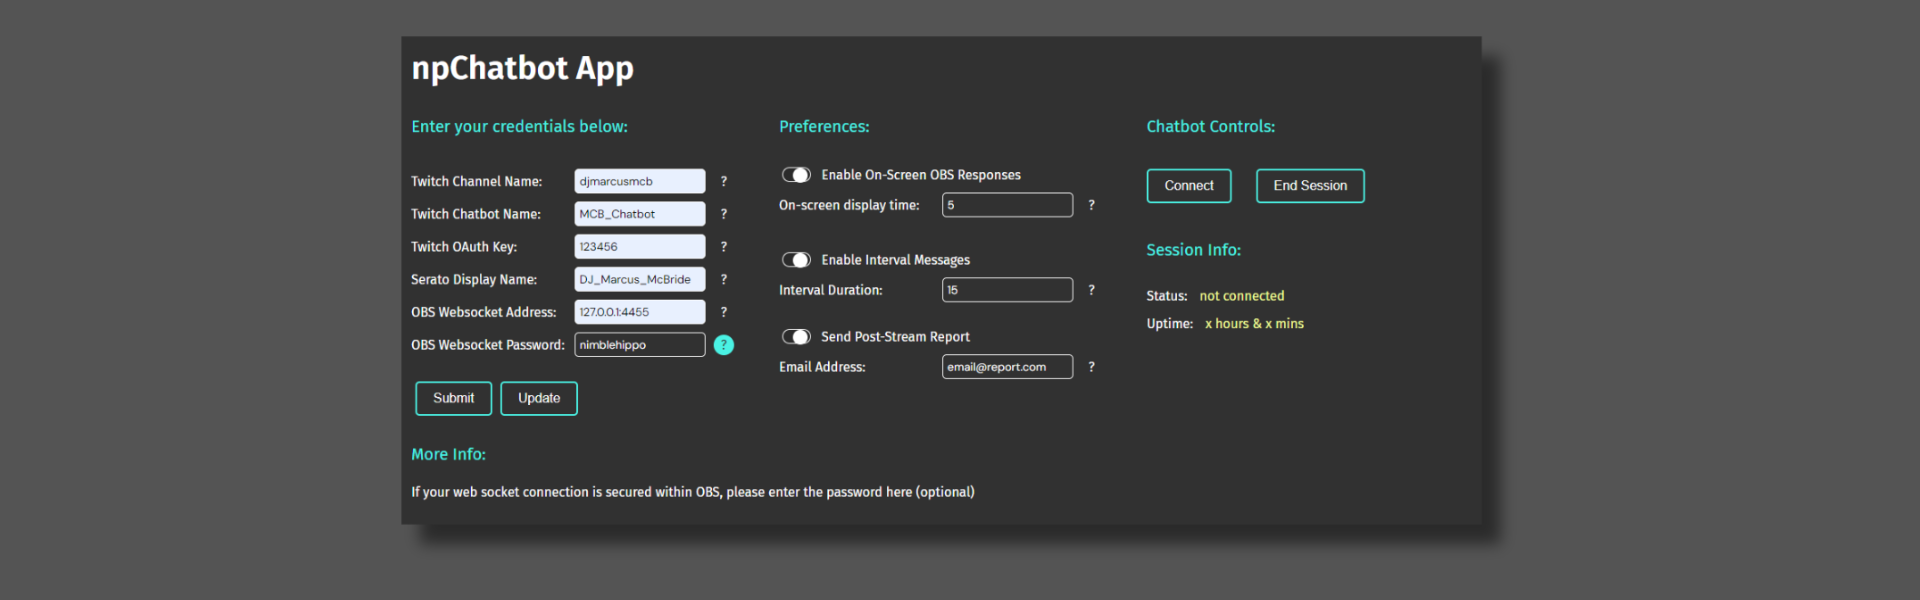 npChatbot App
Enter your credentials below:
Twitch Channel Name: djmarcusmcb ?
Twitch Chatbot Name: MCB_Chatbot ?
Twitch OAuth Key: 123456 ?
Serato Display Name: DJ_Marcus_McBride ?
OBS Websocket Address: 127.0.0.1:4455 ?
OBS Websocket Password: nimblehippo ?
Submit Update
Preferences:
Enable On-Screen OBS Responses
On-screen display time: 5 ?
Enable Interval Messages
Interval Duration: 15 ?
Send Post-Stream Report
Email Address: email@report.com ?
Chatbot Controls:
Connect End Session
Session Info:
Status: not connected
Uptime: x hours & x mins
More Info:
If your web socket connection is secured within OBS, please enter the password here (optional)